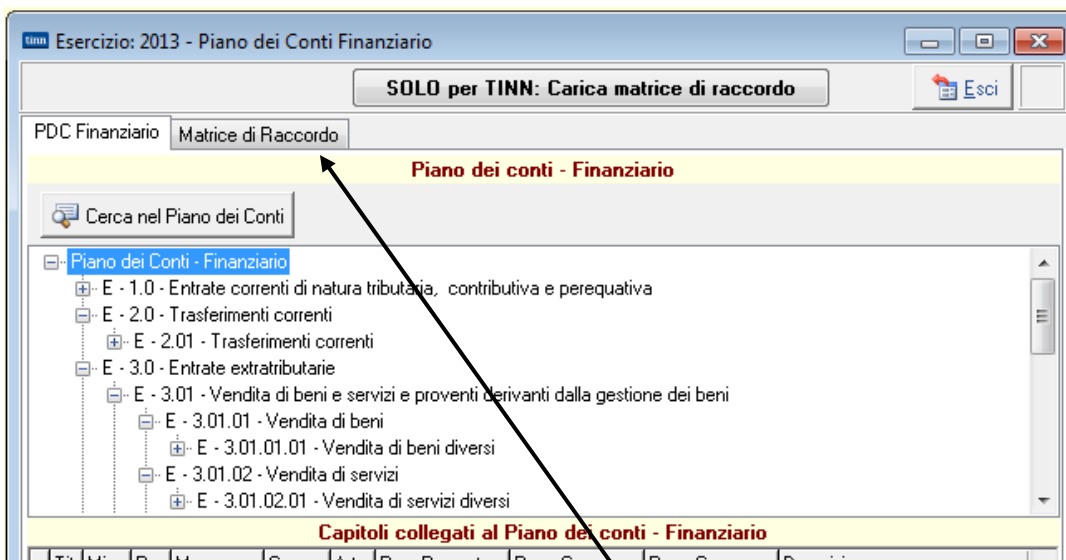 tinn Esercizio: 2013 - Piano dei Conti Finanziario
SOLO per TINN: Carica matrice di raccordo
Esci
PDC Finanziario Matrice di Raccordo
Piano dei conti - Finanziario
Cerca nel Piano dei Conti
Piano dei Conti - Finanziario
E - 1.0 - Entrate correnti di natura tributaria, contributiva e perequativa
E - 2.0 - Trasferimenti correnti
E - 2.01 - Trasferimenti correnti
E - 3.0 - Entrate extratributarie
E - 3.01 - Vendita di beni e servizi e proventi derivanti dalla gestione dei beni
E - 3.01.01 - Vendita di beni
E - 3.01.01.01 - Vendita di beni diversi
E - 3.01.02 - Vendita di servizi
E - 3.01.02.01 - Vendita di servizi diversi
Capitoli collegati al Piano dei conti - Finanziario